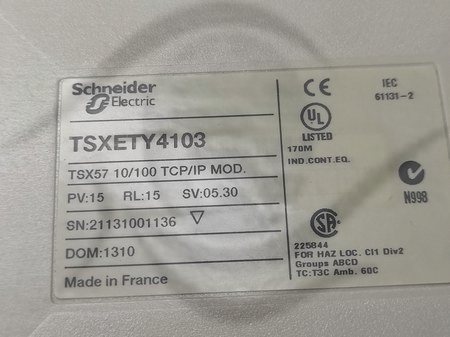 Schneider
Electric
TSXETY4103
TSX57 10/100 TCP/IP MOD.
PV:15 RL:15 SV:05.30
SN:21131001136
DOM:1310
Made in France
CE
IEC
61131-2
UL
LISTED
170M
IND.CONT.EQ.
N998
SA
225844
FOR HAZ LOC. Cl1 Div2
Groups ABCD
TC:T3C Amb. 60C